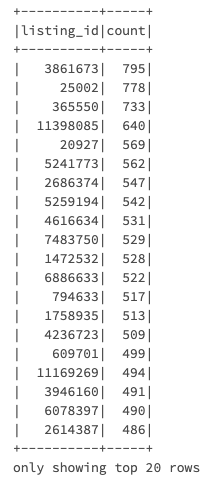 +----------+-----+
|listing_id|count|
+----------+-----+
|   3861673|  795|
|     25002|  778|
|    365550|  733|
|  11398085|  640|
|     20927|  569|
|   5241773|  562|
|   2686374|  547|
|   5259194|  542|
|   4616634|  531|
|   7483750|  529|
|   1472532|  528|
|   6886633|  522|
|    794633|  517|
|   1758935|  513|
|   4236723|  509|
|    609701|  499|
|  11169269|  494|
|   3946160|  491|
|   6078397|  490|
|   2614387|  486|
+----------+-----+
only showing top 20 rows